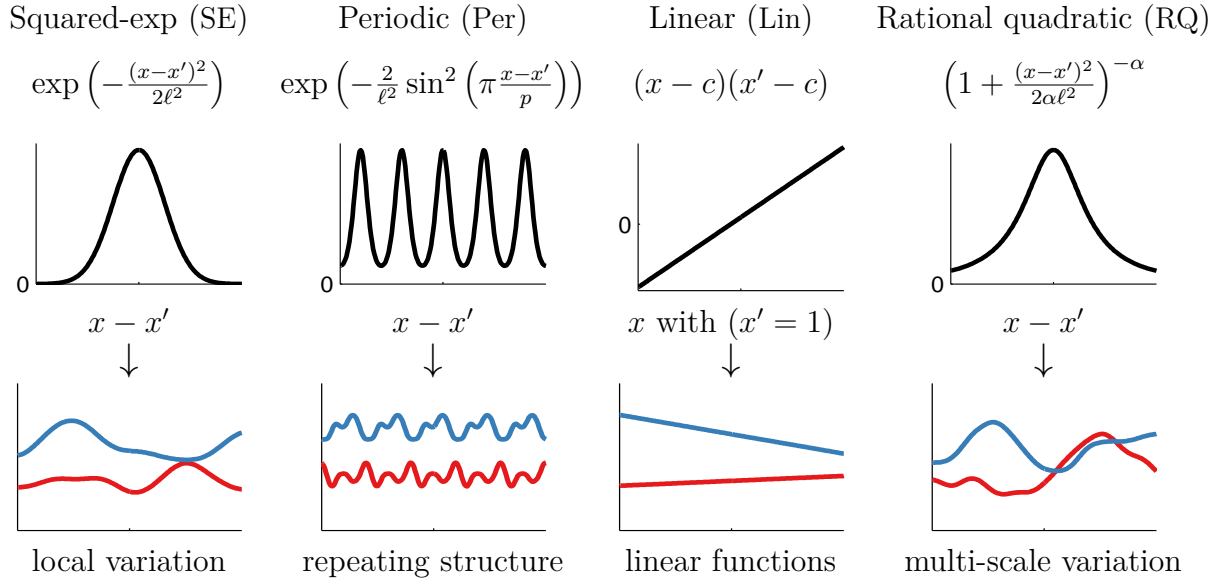 Squared-exp (SE)
Periodic (Per)
Linear (Lin)
Rational quadratic (RQ)
exp(−(x−x′)²/2ℓ²)
exp(−2/ℓ² sin²(π (x−x′)/p))
(x − c)(x′ − c)
(1 + (x−x′)²/2αℓ²)^−α
0
0
0
0
x − x′
x − x′
x with (x′ = 1)
x − x′
↓
↓
↓
↓
local variation
repeating structure
linear functions
multi-scale variation